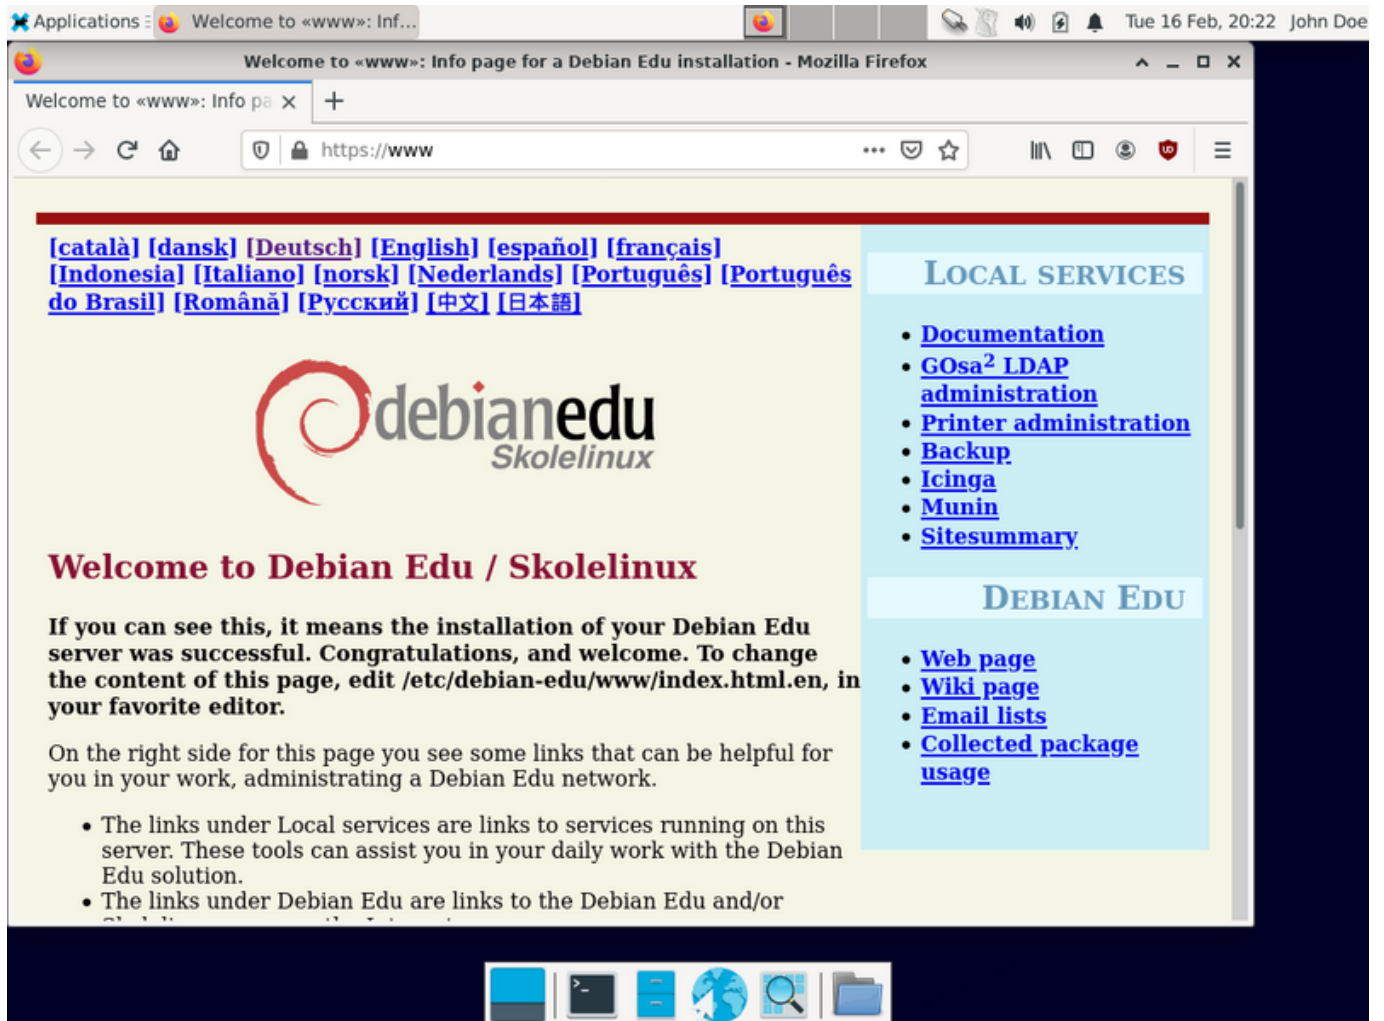 Applications
Welcome to «www»: Inf...
Tue 16 Feb, 20:22 John Doe
Welcome to «www»: Info page for a Debian Edu installation - Mozilla Firefox
Welcome to «www»: Info pa
https://www
[català] [dansk] [Deutsch] [English] [español] [français]
[Indonesia] [Italiano] [norsk] [Nederlands] [Português] [Português
do Brasil] [Română] [Русский] [中文] [日本語]
debianedu
Skolelinux
Welcome to Debian Edu / Skolelinux
If you can see this, it means the installation of your Debian Edu
server was successful. Congratulations, and welcome. To change
the content of this page, edit /etc/debian-edu/www/index.html.en, in
your favorite editor.
On the right side for this page you see some links that can be helpful for
you in your work, administrating a Debian Edu network.
• The links under Local services are links to services running on this
server. These tools can assist you in your daily work with the Debian
Edu solution.
• The links under Debian Edu are links to the Debian Edu and/or
LOCAL SERVICES
• Documentation
• GOsa² LDAP
administration
• Printer administration
• Backup
• Icinga
• Munin
• Sitesummary
DEBIAN EDU
• Web page
• Wiki page
• Email lists
• Collected package
usage